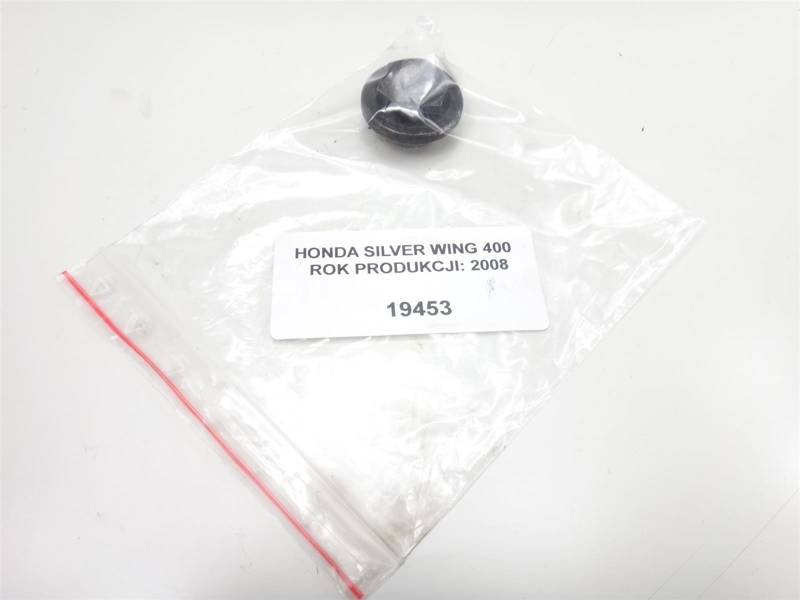 HONDA SILVER WING 400
ROK PRODUKCJI: 2008
19453